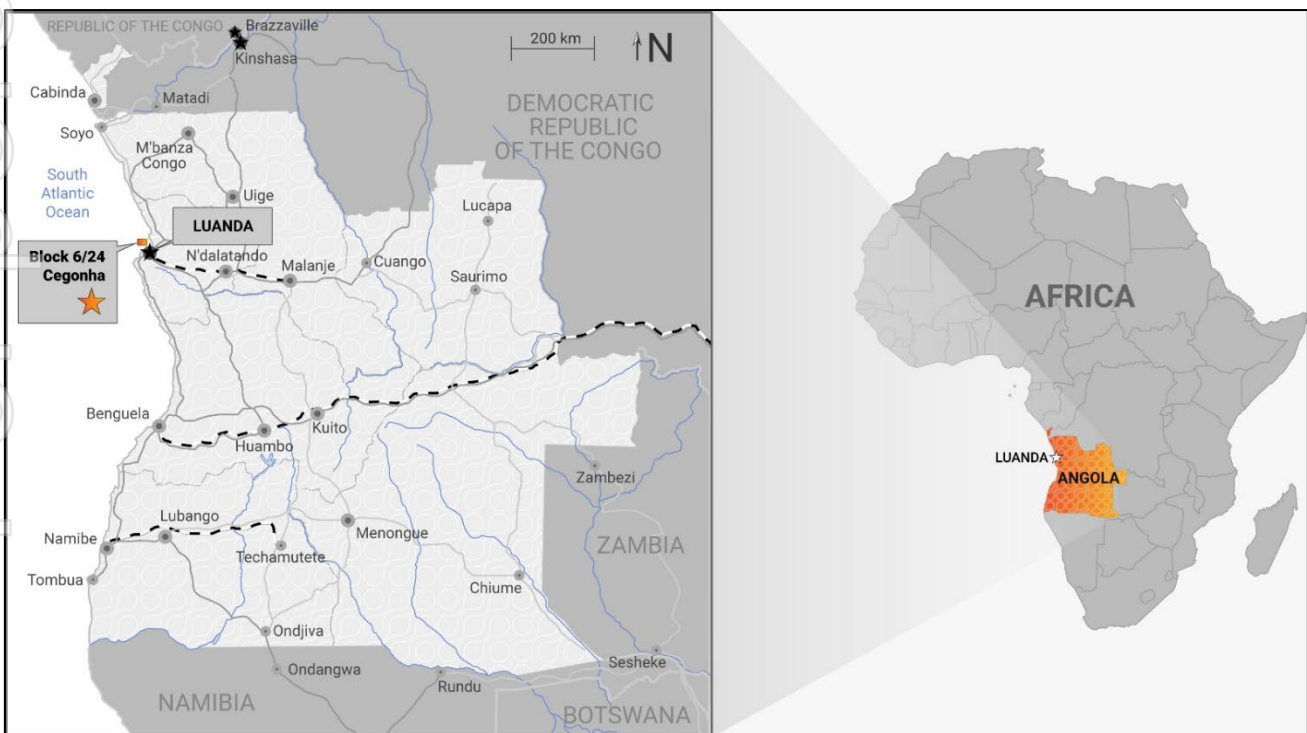 REPUBLIC OF THE CONGO
Brazzaville
Kinshasa
200 km
N
Cabinda
Matadi
Soyo
DEMOCRATIC
REPUBLIC
OF THE CONGO
M'banza
Congo
South
Atlantic
Ocean
Uige
Lucapa
LUANDA
Block 6/24
Cegonha
N'dalatando
Malanje
Cuango
Saurimo
Benguela
Huambo
Kuito
Zambezi
Lubango
Namibe
Techamutete
Menongue
ZAMBIA
Tombua
Chiume
Ondjiva
Ondangwa
Sesheke
Rundu
NAMIBIA
BOTSWANA
AFRICA
LUANDA
ANGOLA